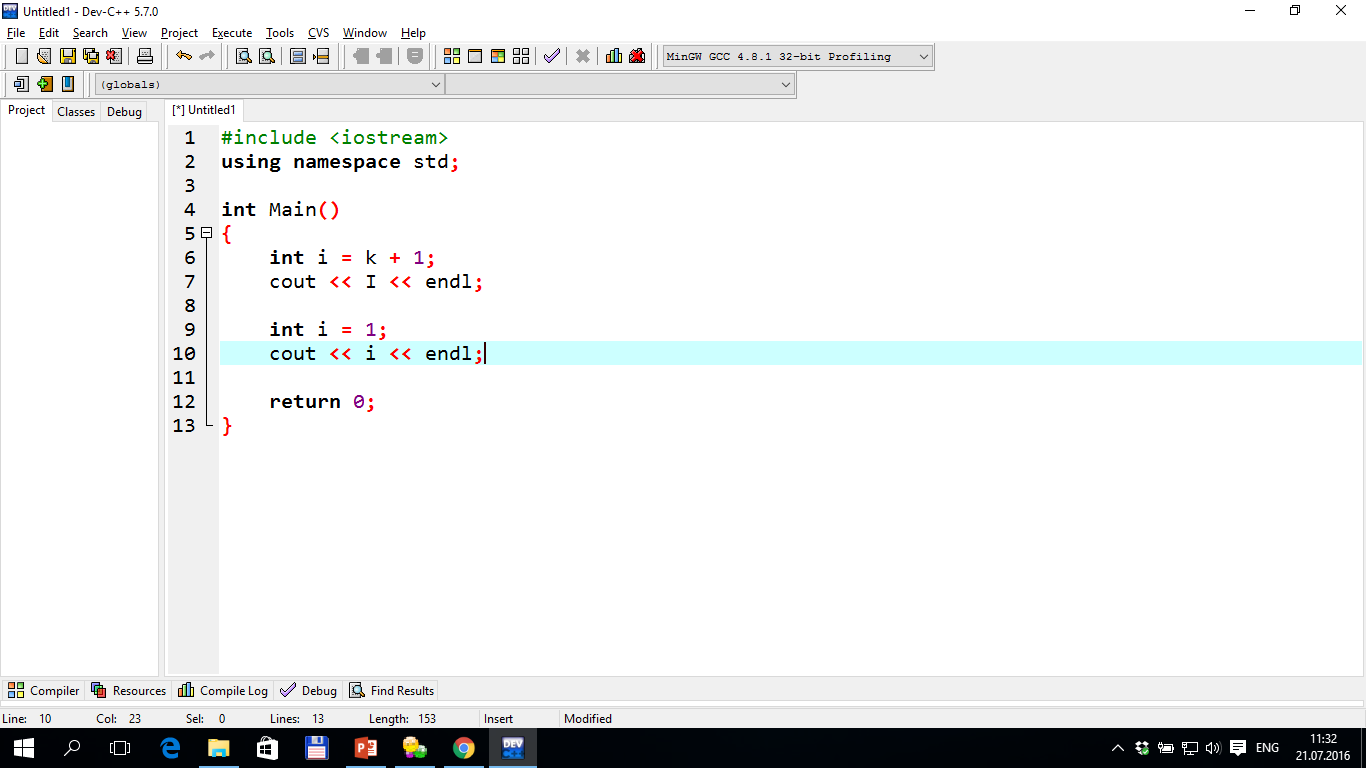 Untitled1 - Dev-C++ 5.7.0
File Edit Search View Project Execute Tools CVS Window Help
MinGW GCC 4.8.1 32-bit Profiling
(globals)
Project Classes Debug [*] Untitled1
1 #include <iostream>
2 using namespace std;
3
4 int Main()
5 {
6 int i = k + 1;
7 cout << I << endl;
8
9 int i = 1;
10 cout << i << endl;
11
12 return 0;
13 }
Compiler Resources Compile Log Debug Find Results
Line: 10 Col: 23 Sel: 0 Lines: 13 Length: 153 Insert Modified
DEV ENG 11:32
21.07.2016